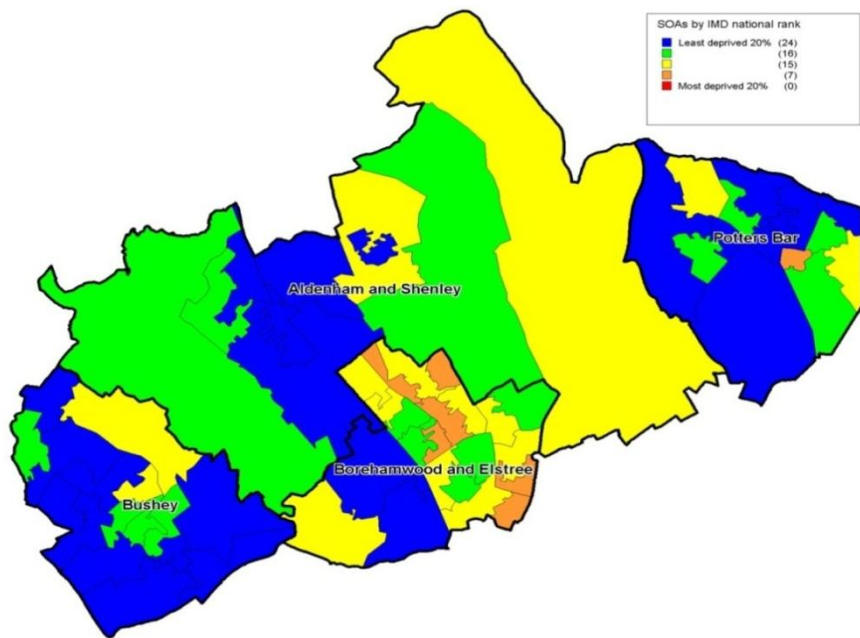 SOAs by IMD national rank
Least deprived 20% (24)
(16)
(15)
(7)
Most deprived 20% (0)
Potters Bar
Aldenham and Shenley
Borehamwood and Elstree
Bushey